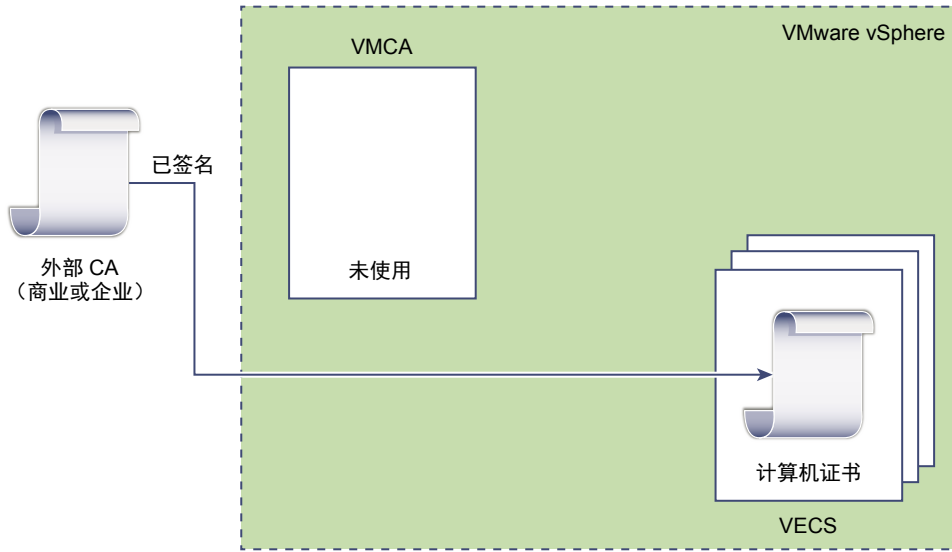 VMware vSphere
VMCA
已签名
外部 CA
（商业或企业）
未使用
计算机证书
VECS